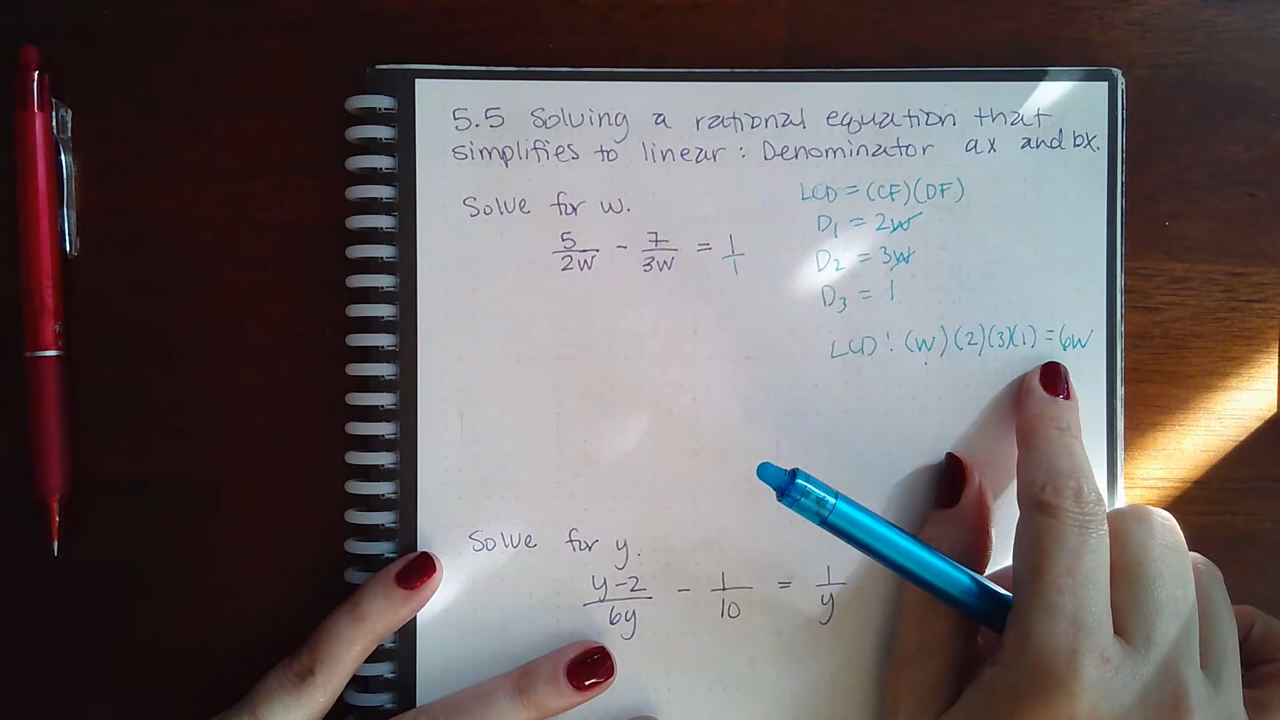 5.5 Solving a rational equation that
simplifies to linear: Denominator ax and bx.
Solve for w.
5/2w - 7/3w = 1/1
LCD = (CF)(DF)
D₁ = 2w
D₂ = 3w
D₃ = 1
LCD: (w)(2)(3)(1) = 6w
Solve for y.
y-2/6y - 1/10 = 1/y